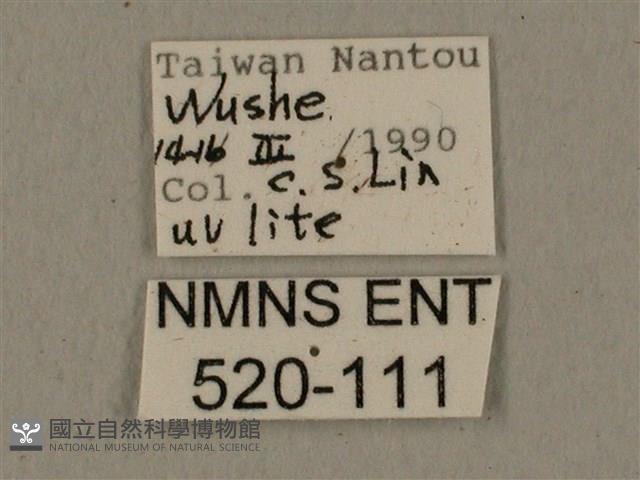 Taiwan Nantou
Wushe
14-16 III /1990
Col. C. S. Lin
uv lite
NMNS ENT
520-111
國立自然科學博物館
NATIONAL MUSEUM OF NATURAL SCIENCE